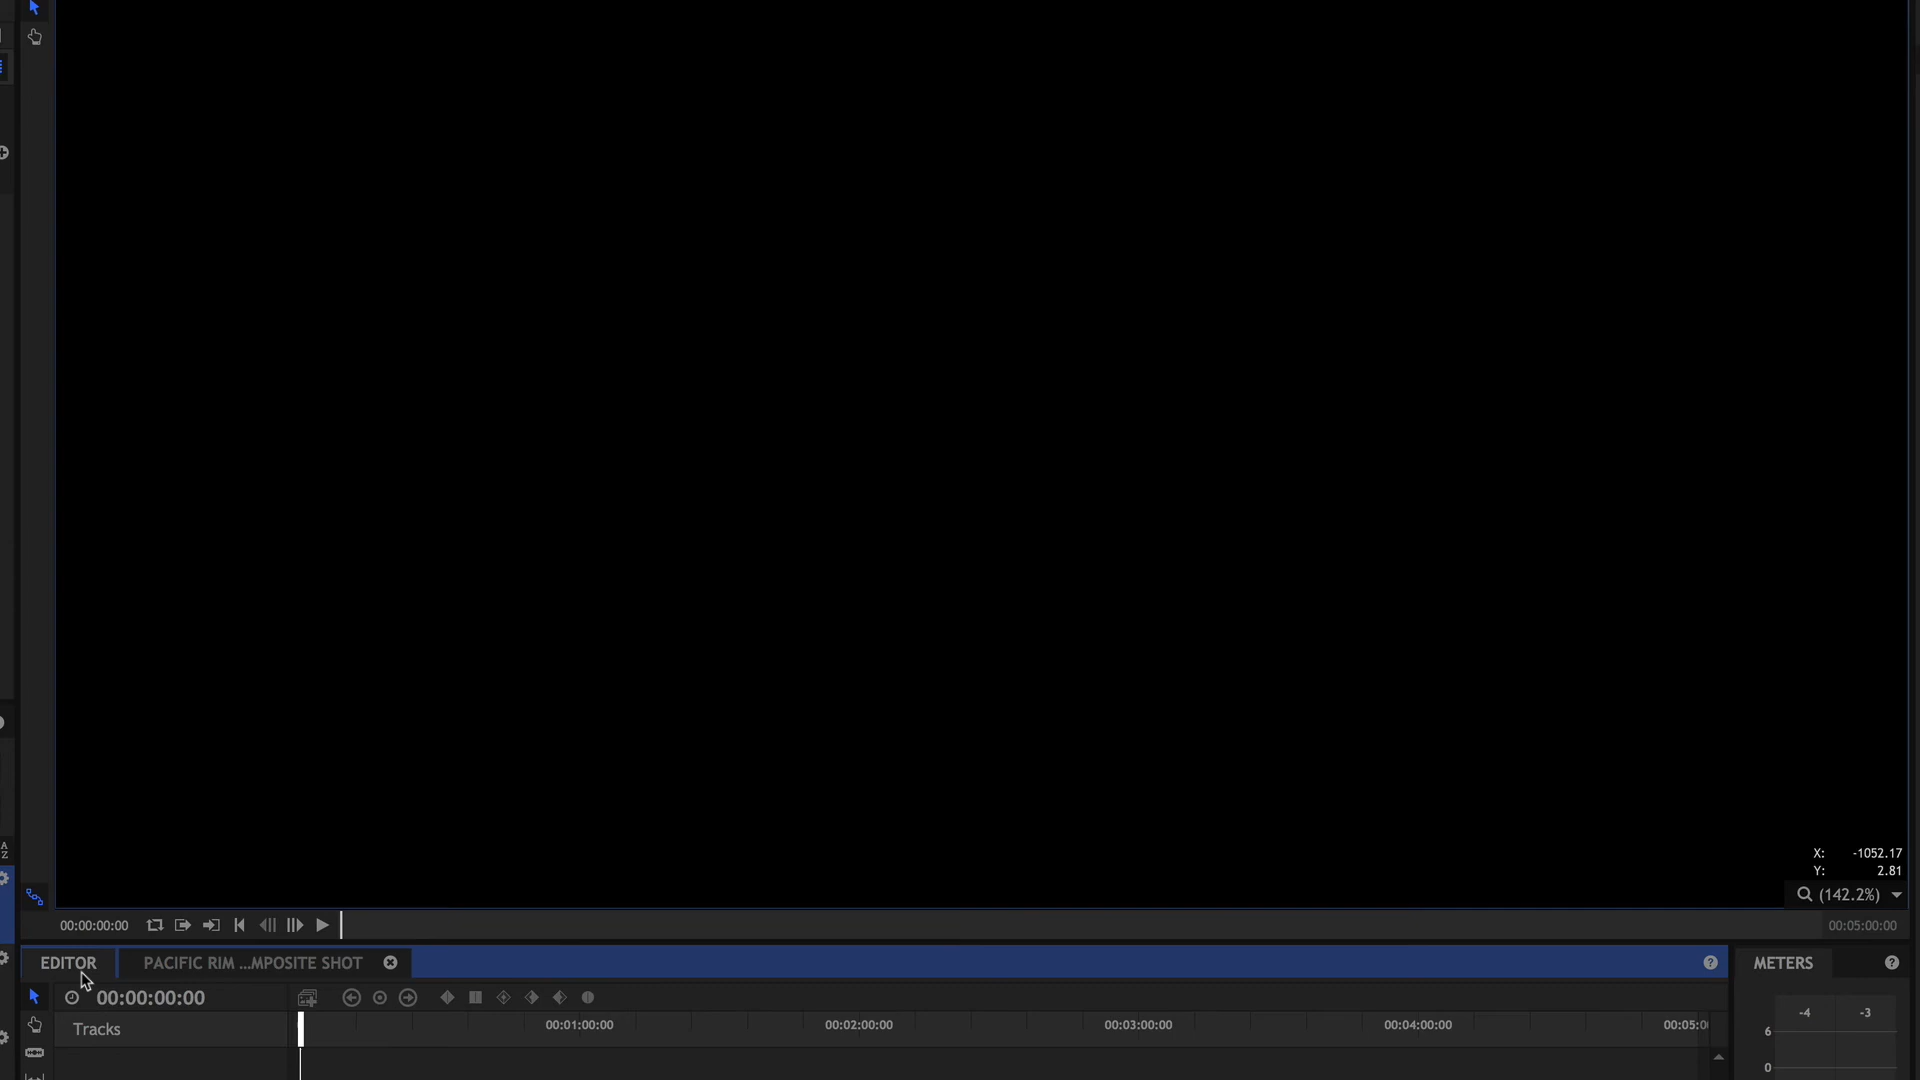 X: -1052.17
Y: 2.81
(142.2%)
00:00:00:00
00:05:00:00
EDITOR
PACIFIC RIM ...MPOSITE SHOT
METERS
00:00:00:00
Tracks
00:01:00:00
00:02:00:00
00:03:00:00
00:04:00:00
00:05:0
-4
-3
6
0
A
Z